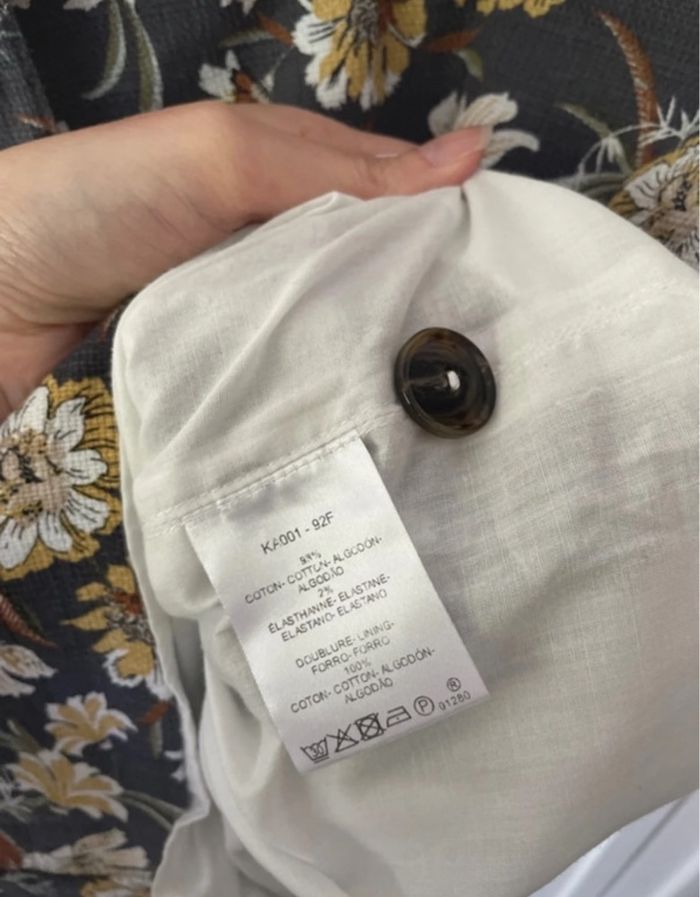 KA001 - 92F
98%
COTON- COTTON- ALGODÓN-
ALGODÃO
2%
ÉLASTHANNE- ELASTANE-
ELASTANO- ELASTANO
DOUBLURE- LINING-
FORRO- FORRO
100%
COTON- COTTON- ALGODÓN-
ALGODÃO
30 P ®
01280